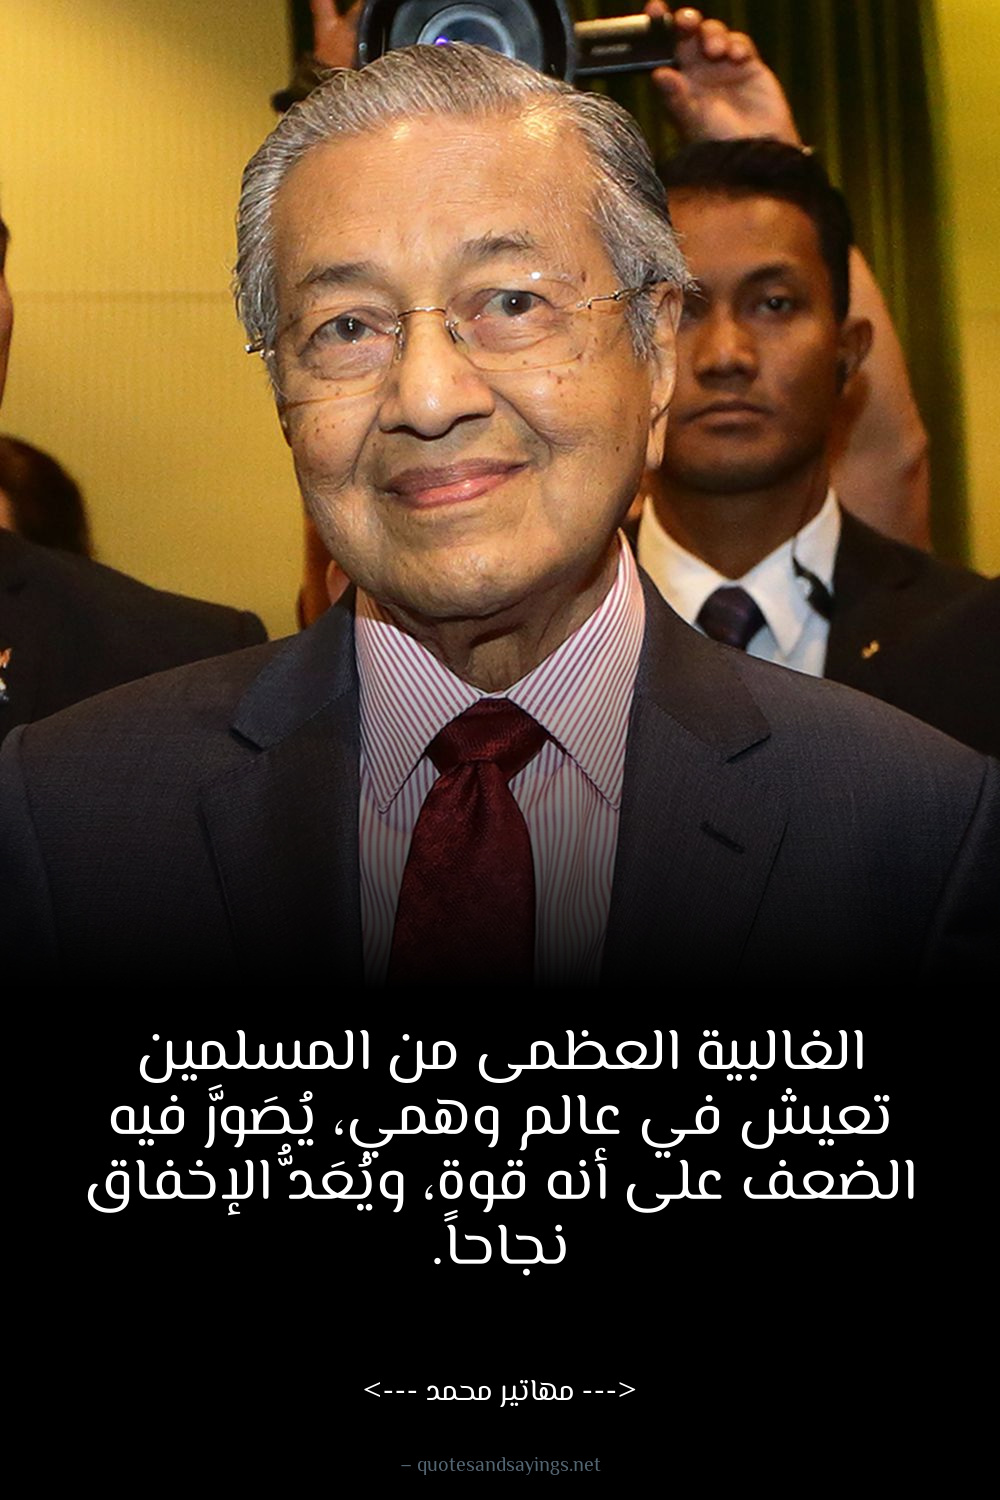 الغالبية العظمى من المسلمين
تعيش في عالم وهمي، يُصَورَّ فيه
الضعف على أنه قوة، ويُعَد ُّالإخفاق
نجاحاً.
<--- مهاتير محمد --->
– quotesandsayings.net